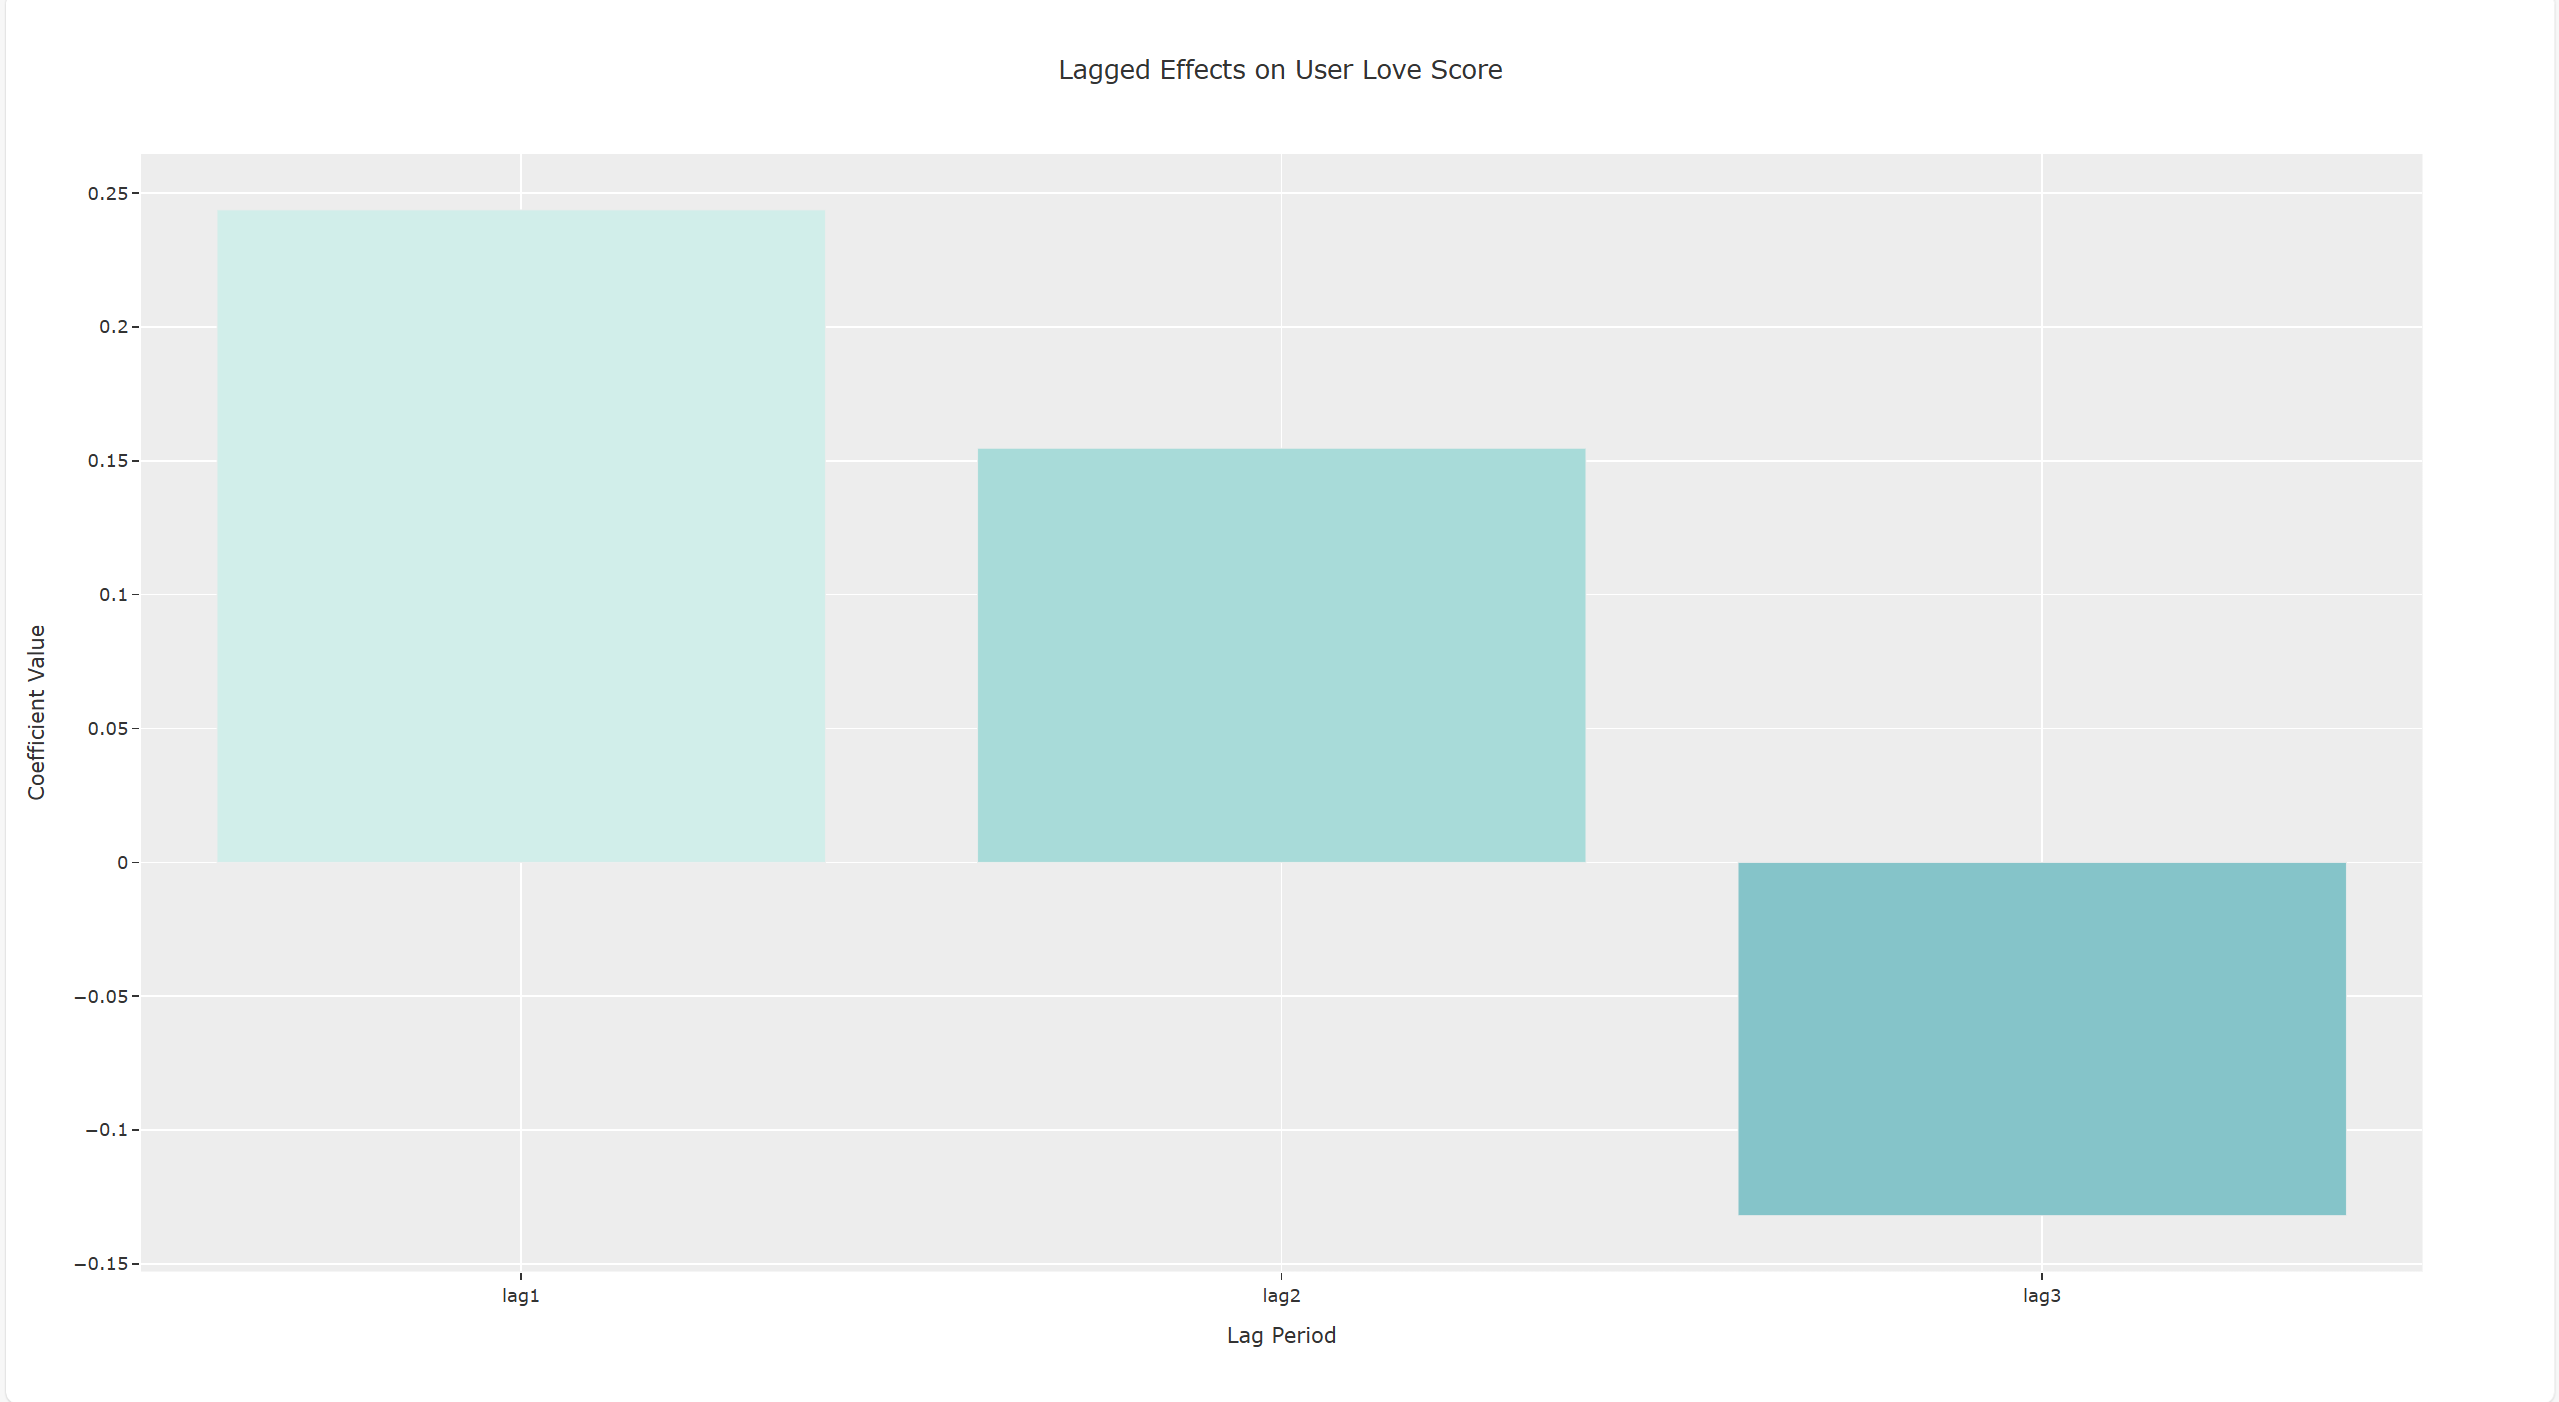 Lagged Effects on User Love Score
0.25
0.2
0.15
0.1
0.05
0
−0.05
−0.1
−0.15
Coefficient Value
lag1
lag2
lag3
Lag Period